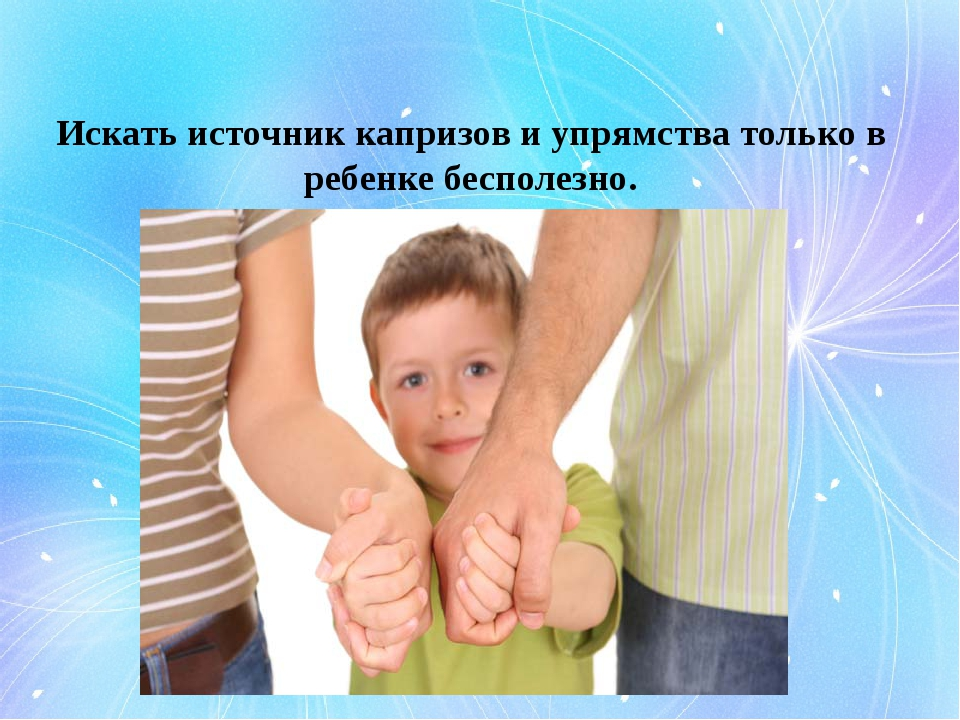 Искать источник капризов и упрямства только в
ребенке бесполезно.